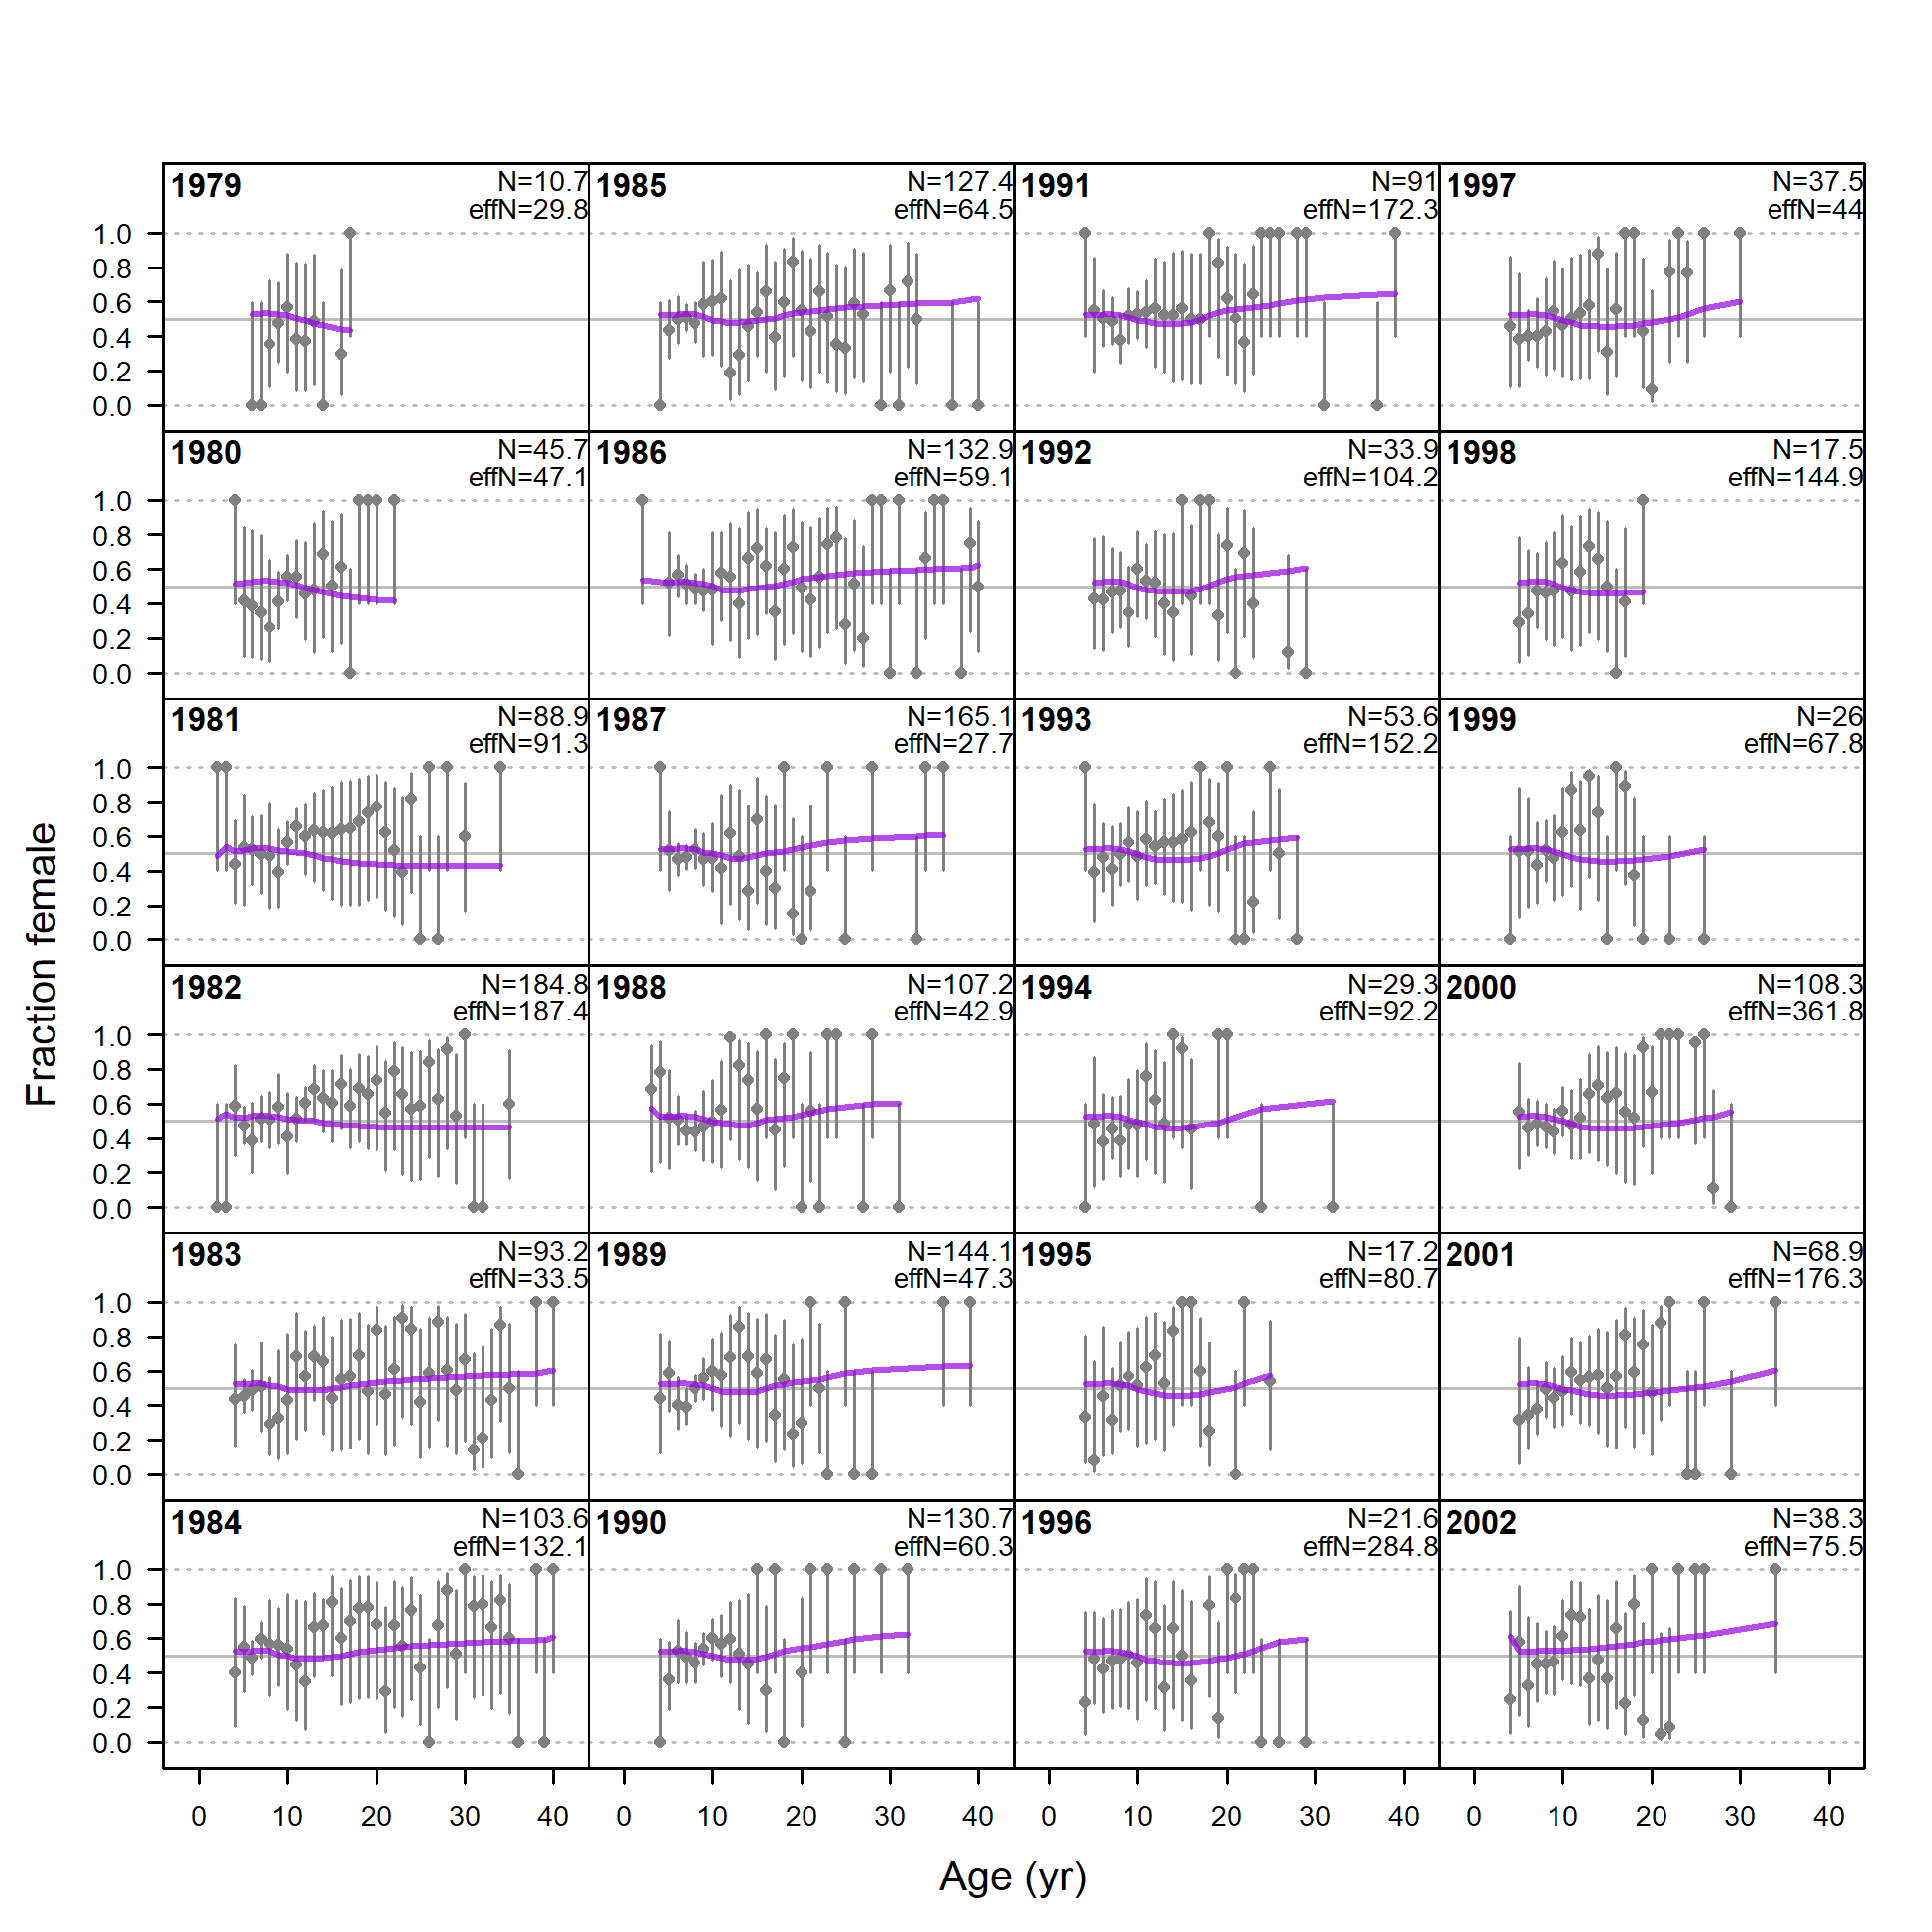 1979 N=10.7
effN=29.8
1985 N=127.4
effN=64.5
1991 N=91
effN=172.3
1997 N=37.5
effN=44
1.0
0.8
0.6
0.4
0.2
0.0
1980 N=45.7
effN=47.1
1986 N=132.9
effN=59.1
1992 N=33.9
effN=104.2
1998 N=17.5
effN=144.9
1.0
0.8
0.6
0.4
0.2
0.0
1981 N=88.9
effN=91.3
1987 N=165.1
effN=27.7
1993 N=53.6
effN=152.2
1999 N=26
effN=67.8
1.0
0.8
0.6
0.4
0.2
0.0
Fraction female
1982 N=184.8
effN=187.4
1988 N=107.2
effN=42.9
1994 N=29.3
effN=92.2
2000 N=108.3
effN=361.8
1.0
0.8
0.6
0.4
0.2
0.0
1983 N=93.2
effN=33.5
1989 N=144.1
effN=47.3
1995 N=17.2
effN=80.7
2001 N=68.9
effN=176.3
1.0
0.8
0.6
0.4
0.2
0.0
1984 N=103.6
effN=132.1
1990 N=130.7
effN=60.3
1996 N=21.6
effN=284.8
2002 N=38.3
effN=75.5
1.0
0.8
0.6
0.4
0.2
0.0
0 10 20 30 40 0 10 20 30 40 0 10 20 30 40 0 10 20 30 40
Age (yr)